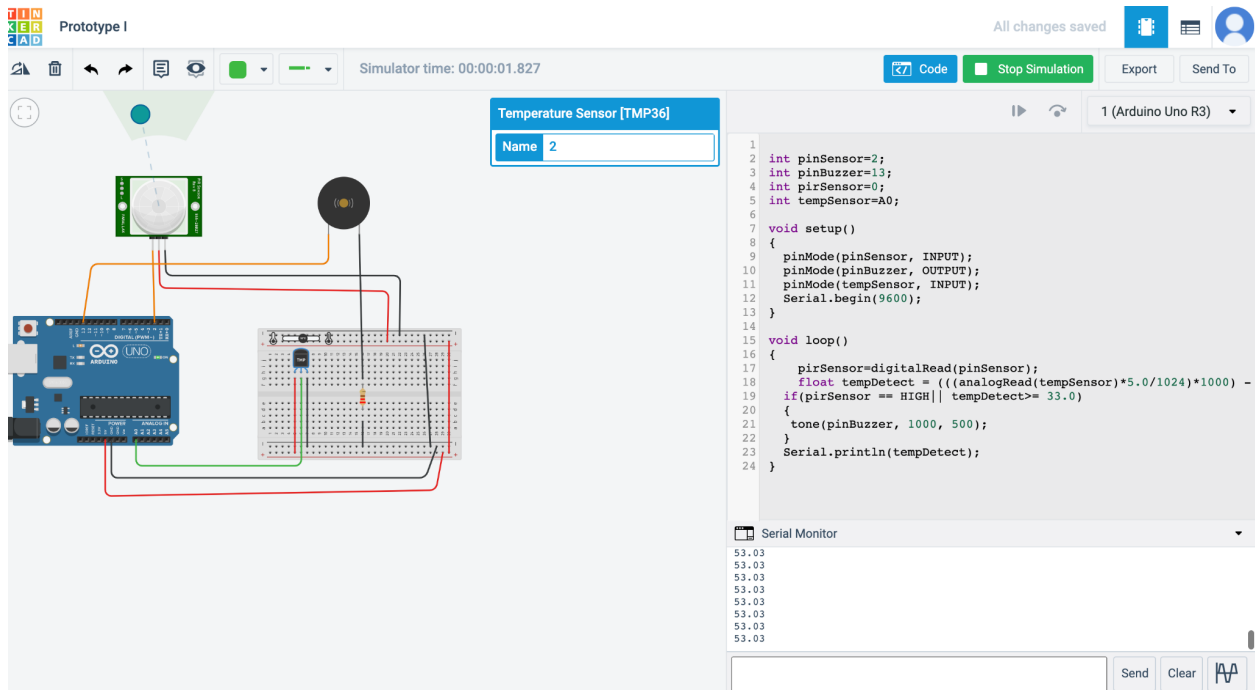 TIN
KER
CAD
Prototype I
All changes saved
Simulator time: 00:00:01.827
Code
Stop Simulation
Export
Send To
Temperature Sensor [TMP36]
Name 2
1 (Arduino Uno R3)
1
2 int pinSensor=2;
3 int pinBuzzer=13;
4 int pirSensor=0;
5 int tempSensor=A0;
6
7 void setup()
8 {
9 pinMode(pinSensor, INPUT);
10 pinMode(pinBuzzer, OUTPUT);
11 pinMode(tempSensor, INPUT);
12 Serial.begin(9600);
13 }
14
15 void loop()
16 {
17 pirSensor=digitalRead(pinSensor);
18 float tempDetect = (((analogRead(tempSensor)*5.0/1024)*1000) -
19 if(pirSensor == HIGH|| tempDetect>= 33.0)
20 {
21 tone(pinBuzzer, 1000, 500);
22 }
23 Serial.println(tempDetect);
24 }
DIGITAL (PWM~)
UNO
ARDUINO
POWER
ANALOG IN
TMP
Serial Monitor
53.03
53.03
53.03
53.03
53.03
53.03
53.03
53.03
Send
Clear